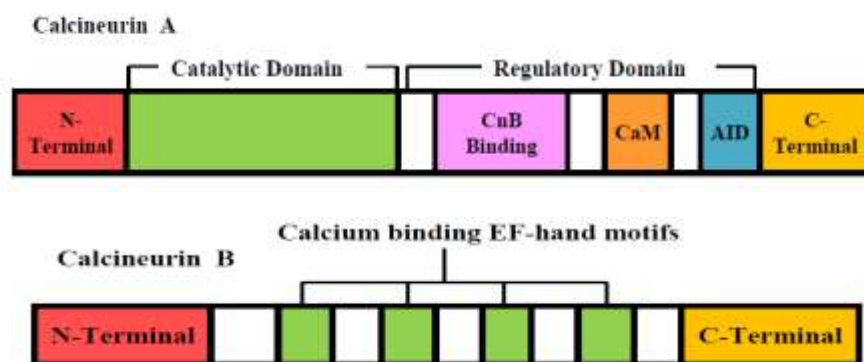 Calcineurin A
Catalytic Domain
Regulatory Domain
N-
Terminal
CnB
Binding
CaM
AID
C-
Terminal
Calcium binding EF-hand motifs
Calcineurin B
N-Terminal
C-Terminal